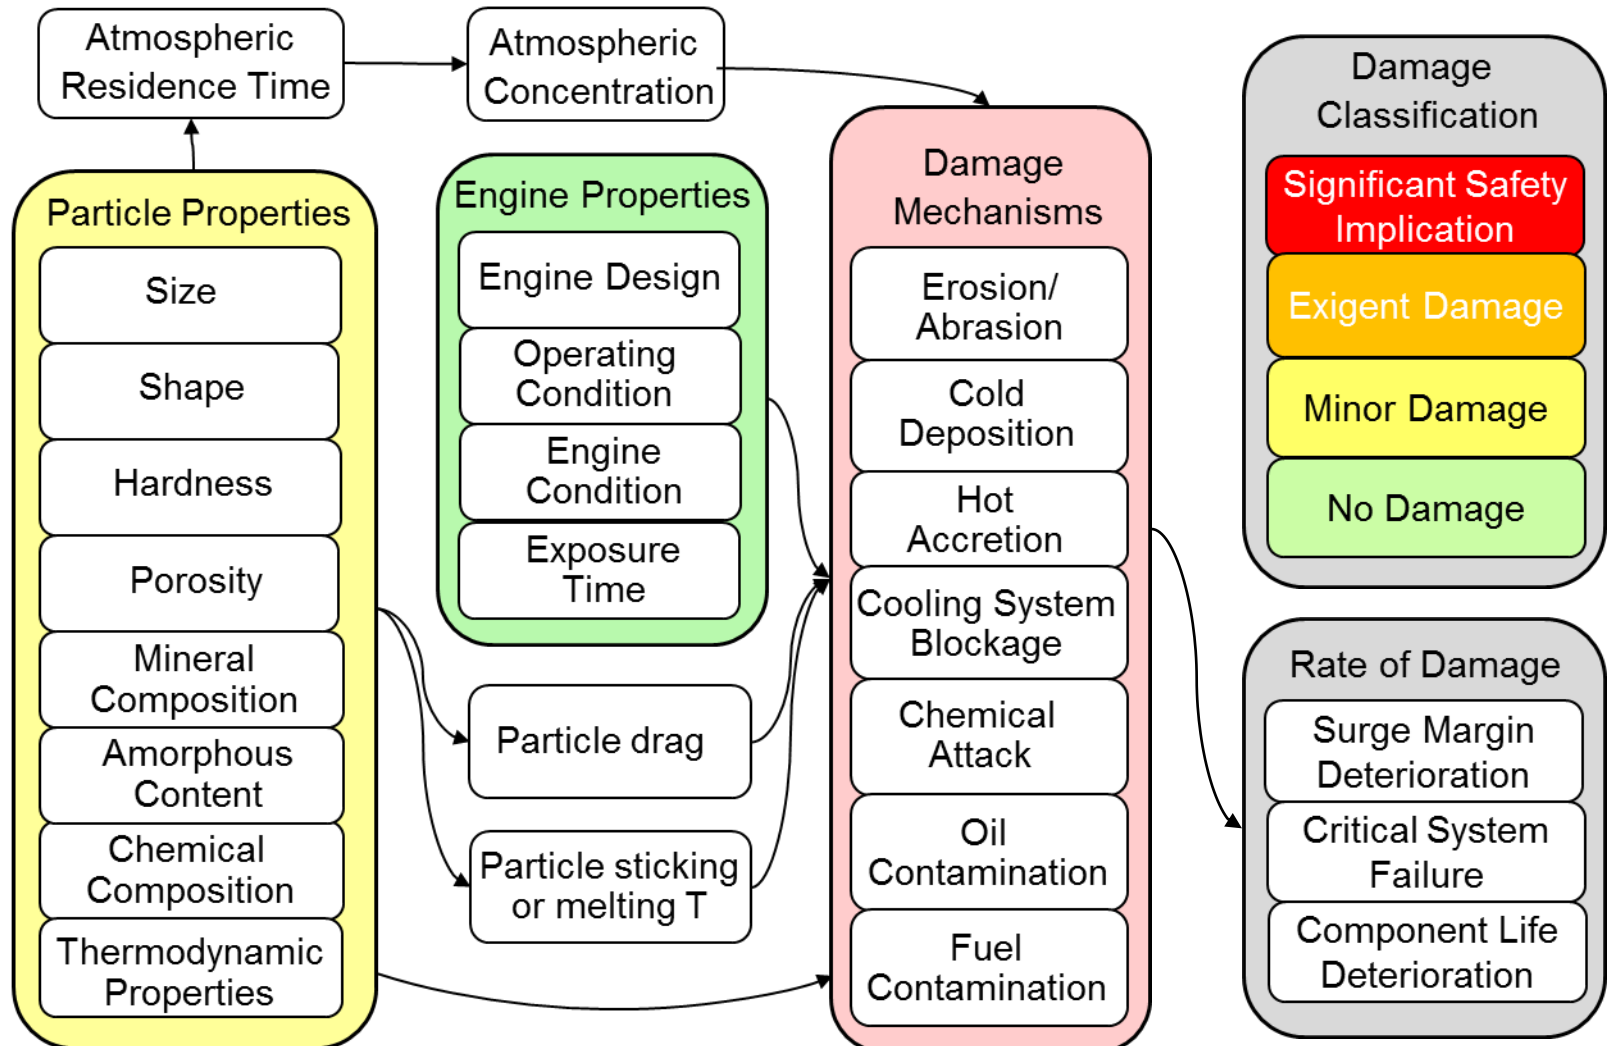 Atmospheric
Residence Time
Atmospheric
Concentration
Particle Properties
Size
Shape
Hardness
Porosity
Mineral
Composition
Amorphous
Content
Chemical
Composition
Thermodynamic
Properties
Engine Properties
Engine Design
Operating
Condition
Engine
Condition
Exposure
Time
Particle drag
Particle sticking
or melting T
Damage
Mechanisms
Erosion/
Abrasion
Cold
Deposition
Hot
Accretion
Cooling System
Blockage
Chemical
Attack
Oil
Contamination
Fuel
Contamination
Damage
Classification
Significant Safety
Implication
Exigent Damage
Minor Damage
No Damage
Rate of Damage
Surge Margin
Deterioration
Critical System
Failure
Component Life
Deterioration